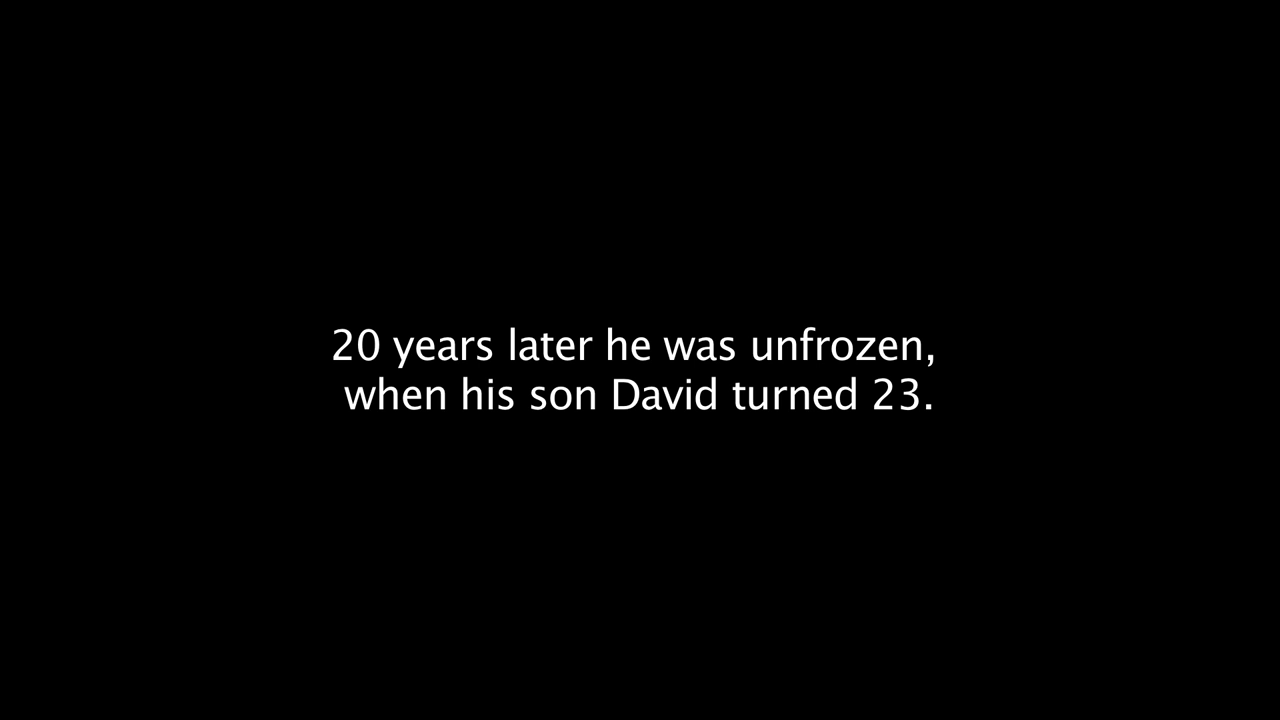 20 years later he was unfrozen,
when his son David turned 23.